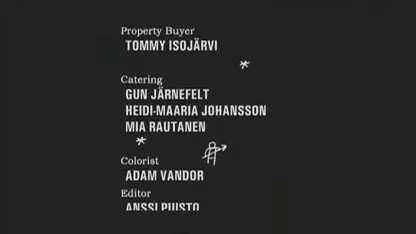 Property Buyer
TOMMY ISOJÄRVI
Catering
GUN JÄRNEFELT
HEIDI-MAARIA JOHANSSON
MIA RAUTANEN
Colorist
ADAM VANDOR
Editor
ANSSI PUISTO